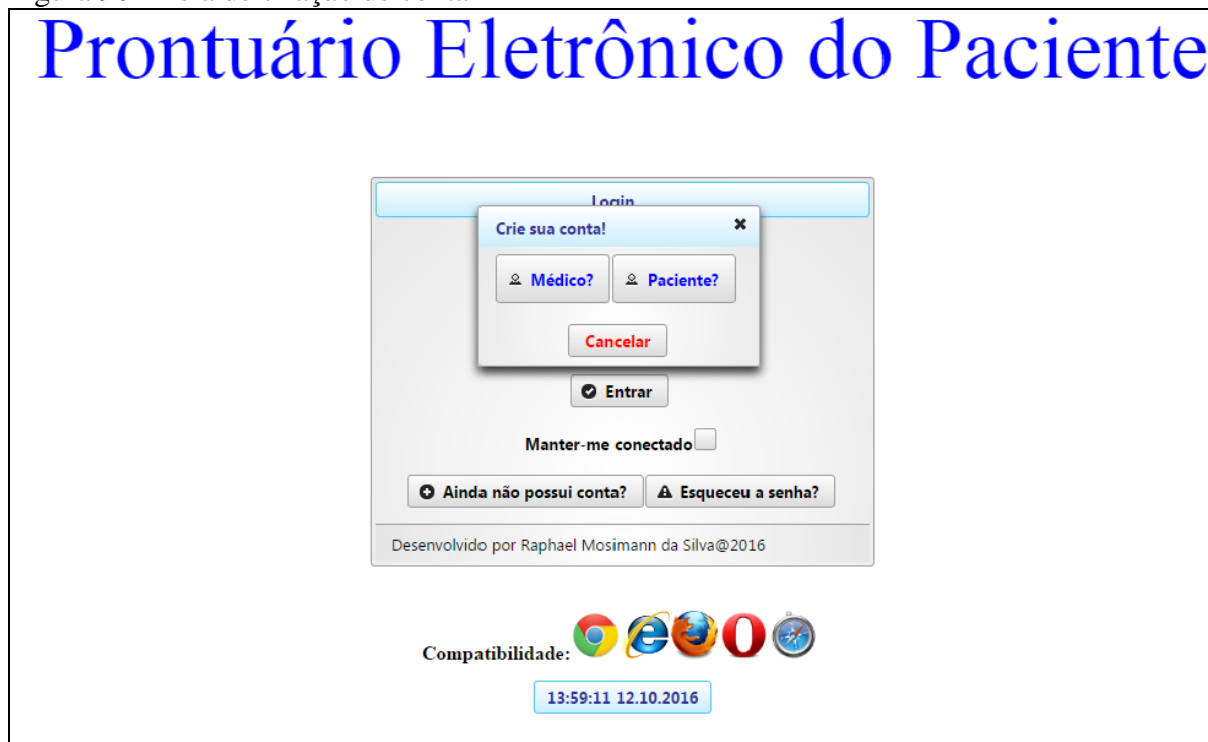 Prontuário Eletrônico do Paciente
Login
Crie sua conta!
Médico? Paciente?
Cancelar
Entrar
Manter-me conectado
Ainda não possui conta? Esqueceu a senha?
Desenvolvido por Raphael Mosimann da Silva@2016
Compatibilidade:
13:59:11 12.10.2016